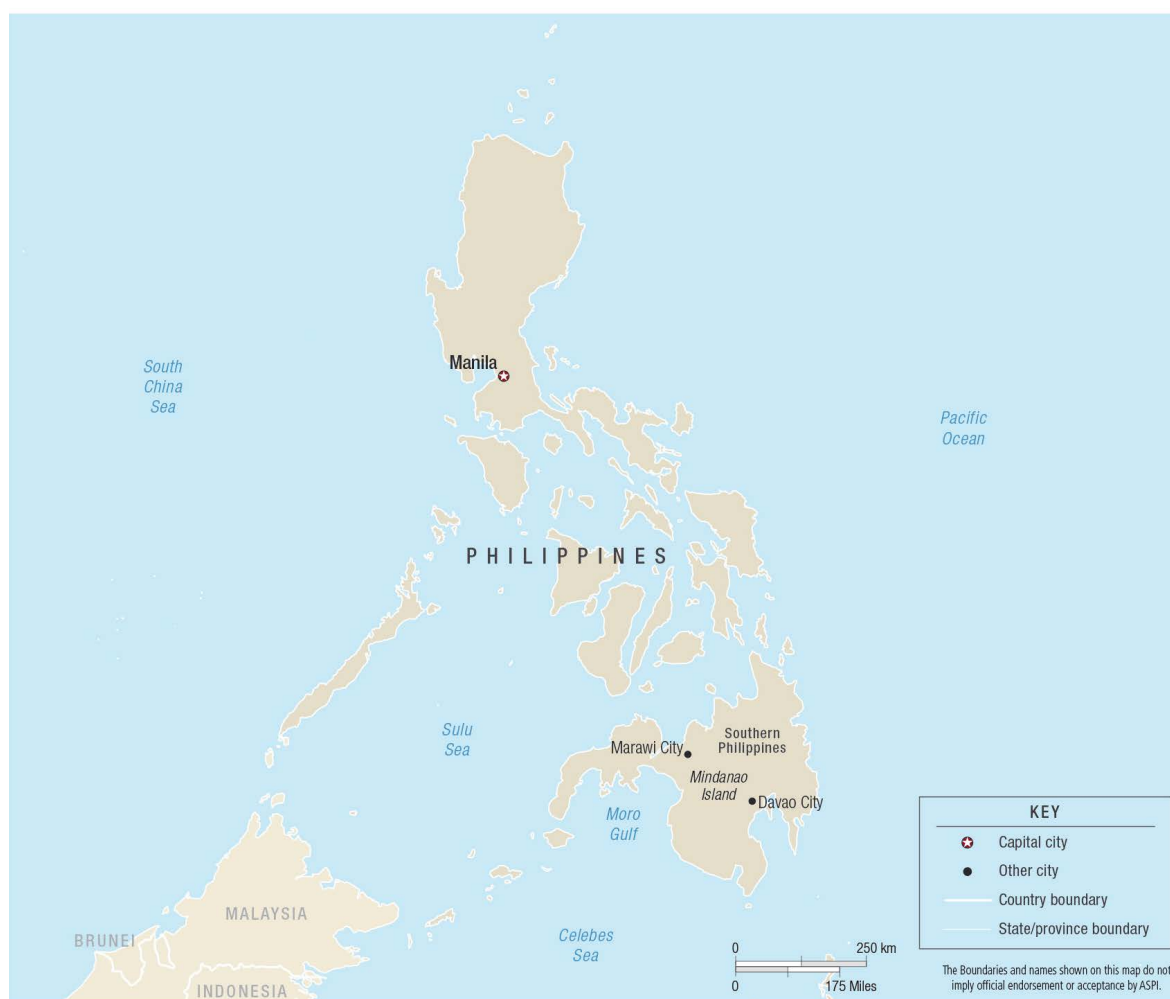 Manila
South
China
Sea
Pacific
Ocean
PHILIPPINES
Sulu
Sea
Southern
Philippines
Marawi City
Mindanao
Island
Davao City
Moro
Gulf
MALAYSIA
BRUNEI
Celebes
Sea
INDONESIA
0 250 km
0 175 Miles
KEY
Capital city
Other city
Country boundary
State/province boundary
The Boundaries and names shown on this map do not
imply official endorsement or acceptance by ASPI.